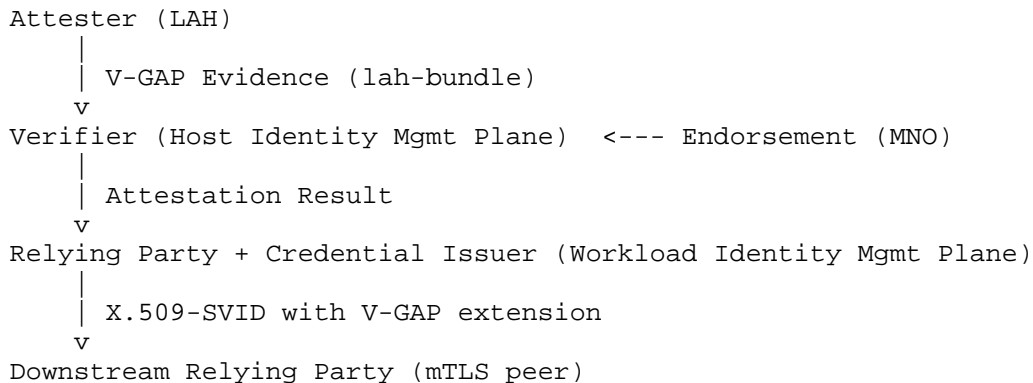 Attester (LAH)
|
| V-GAP Evidence (lah-bundle)
v
Verifier (Host Identity Mgmt Plane) <--- Endorsement (MNO)
|
| Attestation Result
v
Relying Party + Credential Issuer (Workload Identity Mgmt Plane)
|
| X.509-SVID with V-GAP extension
v
Downstream Relying Party (mTLS peer)